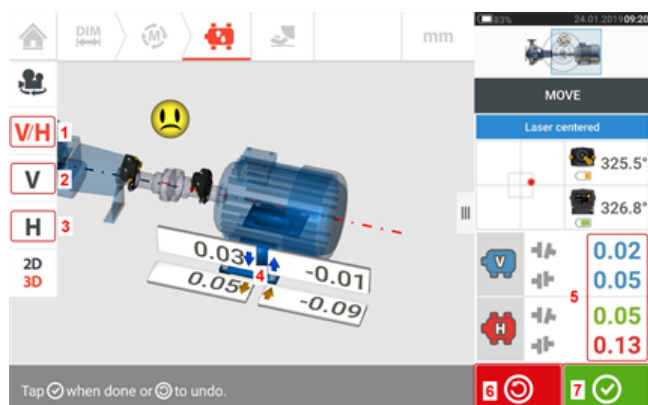 83% 24.01.2019 09:20
DIM
M
mm
MOVE
V/H 1
Laser centered
V 2
325.5°
H 3
326.8°
2D
3D
0.03 4 -0.01
0.05 -0.09
V
0.02
0.05
5
H
0.05
0.13
Tap when done or to undo.
6
7